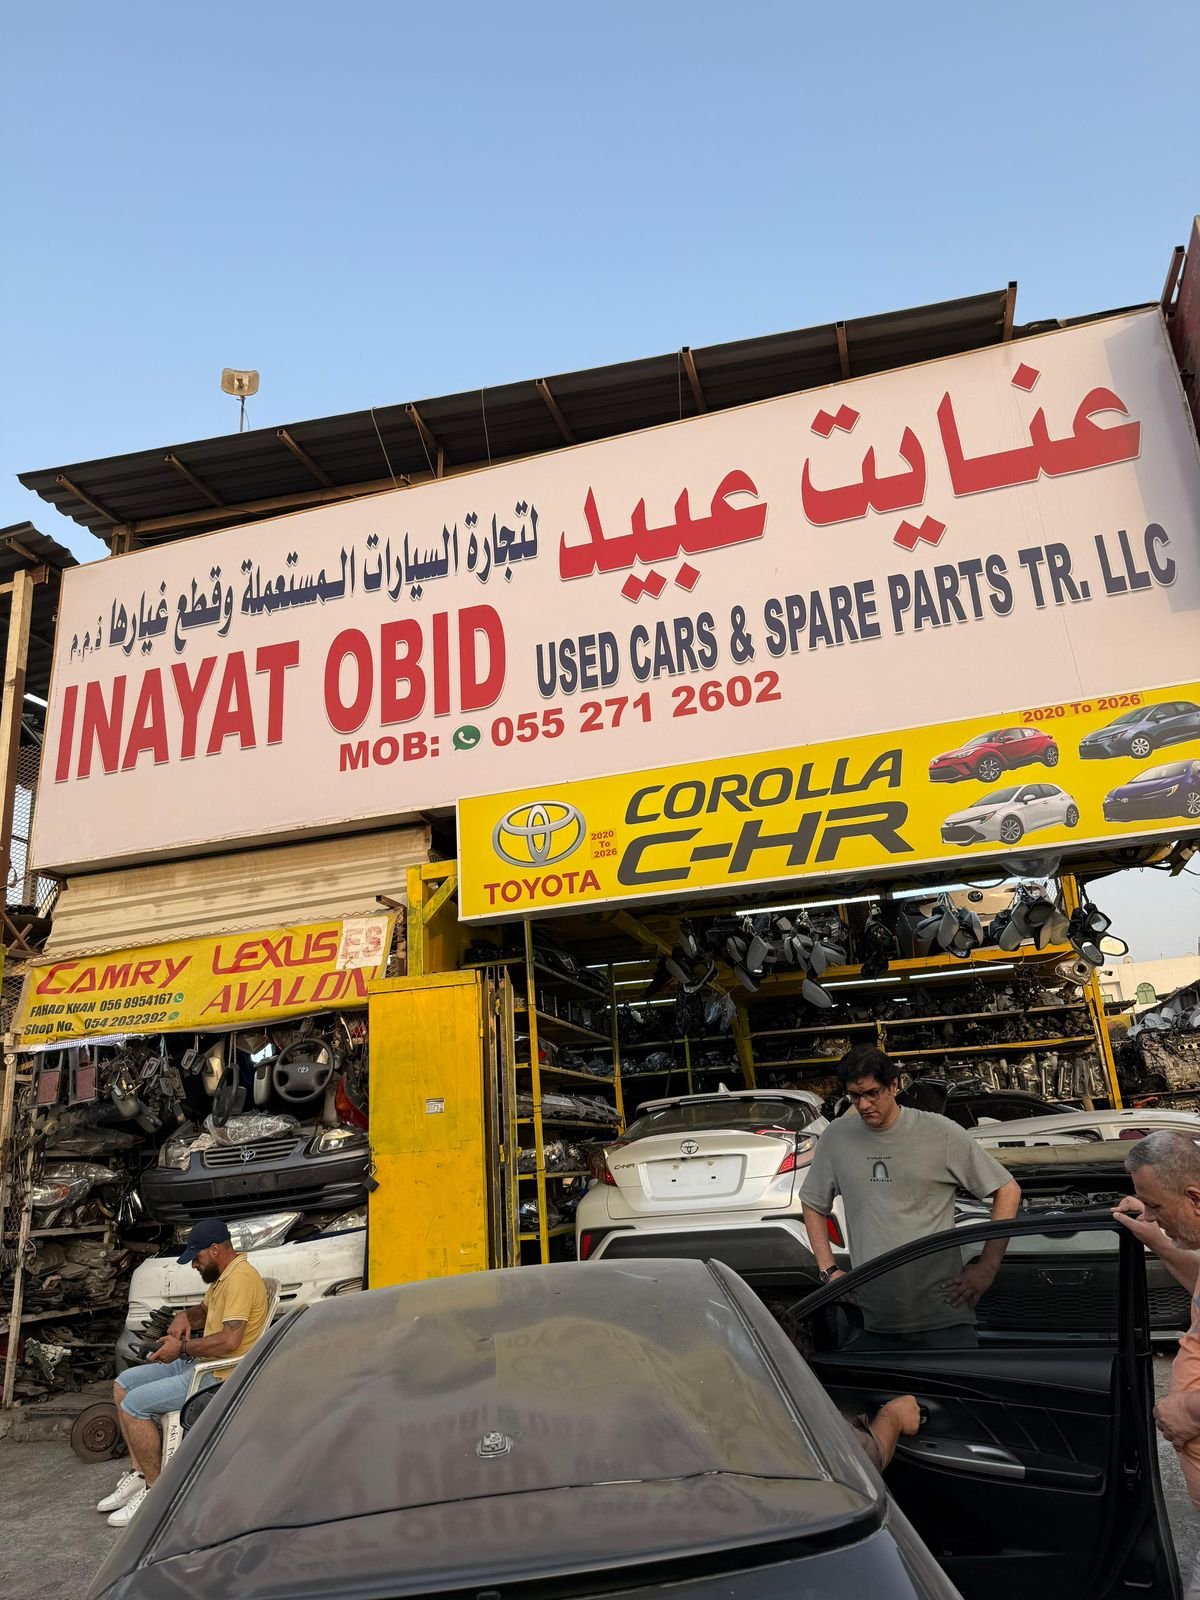 عنايت عبيد لتجارة السيارات المستعملة وقطع غيارها ذ.م.م
INAYAT OBID USED CARS & SPARE PARTS TR. LLC
MOB: 055 271 2602
2020 To 2026
COROLLA
C-HR
2020
To
2026
TOYOTA
CAMRY LEXUS ES
AVALON
FAHAD KHAN 056 8954167
Shop No. 054 2032392
C-HR